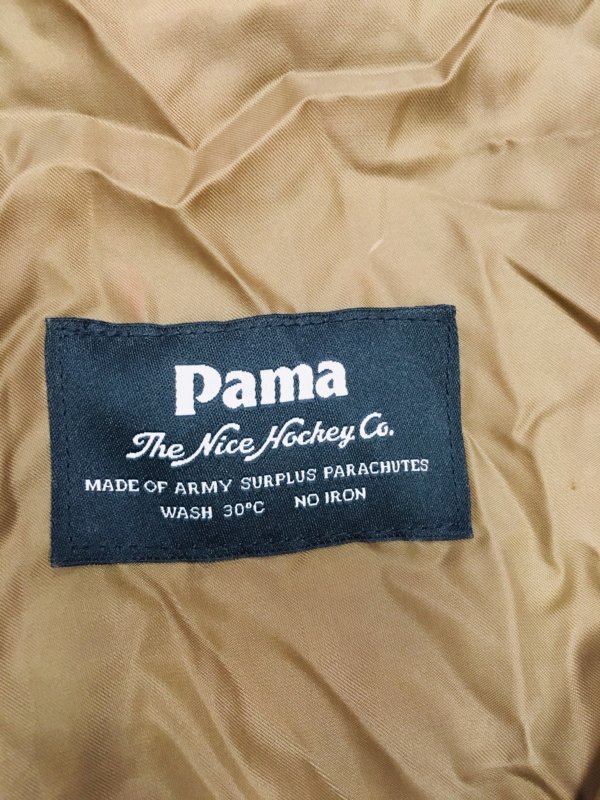 Pama
The Nice Hockey Co.
MADE OF ARMY SURPLUS PARACHUTES
WASH 30°C NO IRON